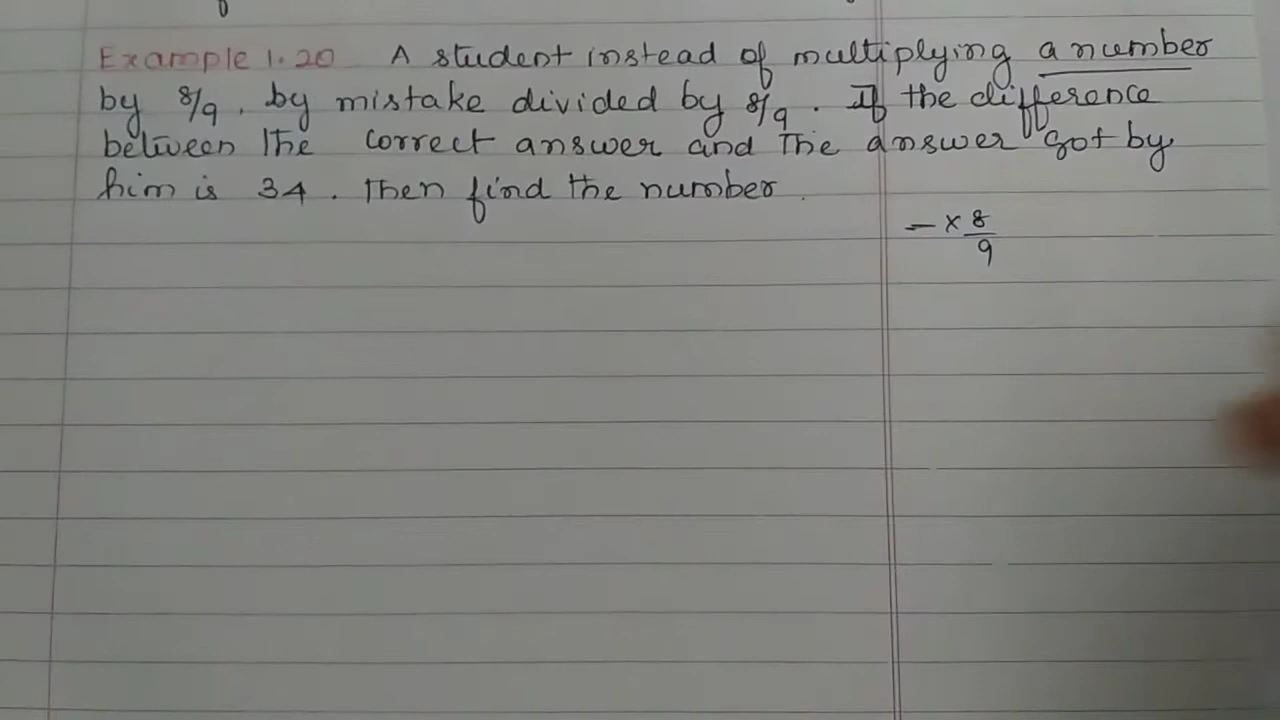 Example 1.20 A student instead of multiplying a number
by 8/9, by mistake divided by 8/9. If the difference
between the correct answer and the answer got by
him is 34. then find the number.
— × 8/9